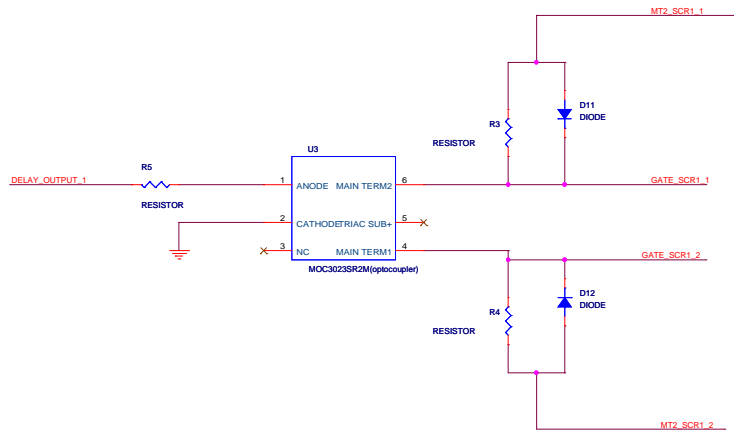 MT2_SCR1_1
D11
DIODE
R3
RESISTOR
U3
R5
DELAY_OUTPUT_1
RESISTOR
1
ANODE
MAIN TERM2
6
GATE_SCR1_1
2
CATHODE
TRIAC SUB+
5
3
NC
MAIN TERM1
4
GATE_SCR1_2
MOC3023SR2M(optocoupler)
D12
DIODE
R4
RESISTOR
MT2_SCR1_2